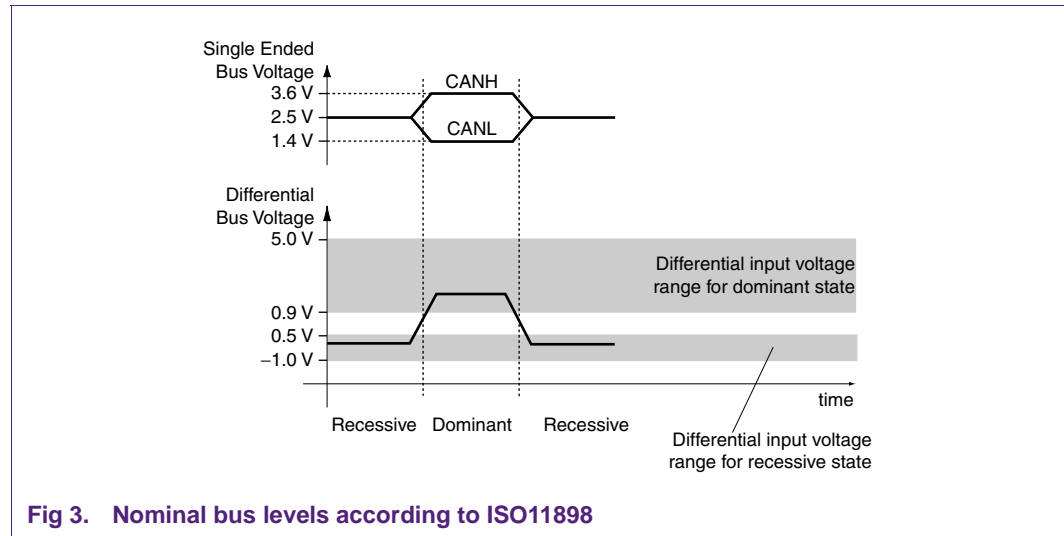 Single Ended
Bus Voltage
3.6 V
2.5 V
1.4 V
CANH
CANL
Differential
Bus Voltage
5.0 V
0.9 V
0.5 V
−1.0 V
Differential input voltage
range for dominant state
time
Recessive Dominant Recessive
Differential input voltage
range for recessive state
Fig 3. Nominal bus levels according to ISO11898